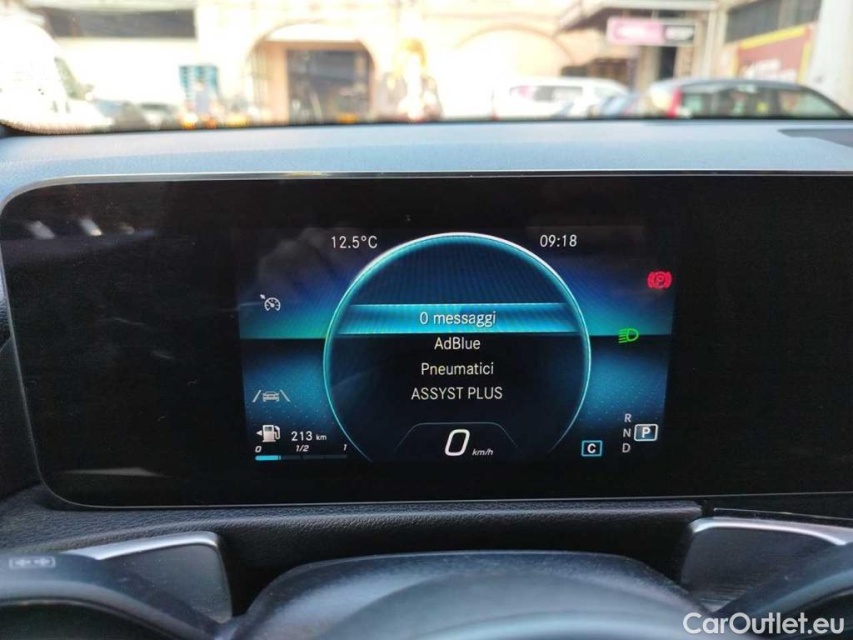 12.5°C
09:18
0 messaggi
AdBlue
Pneumatici
ASSYST PLUS
213 km
0 1/2 1
0 km/h
C
R
N P
D
CarOutlet.eu